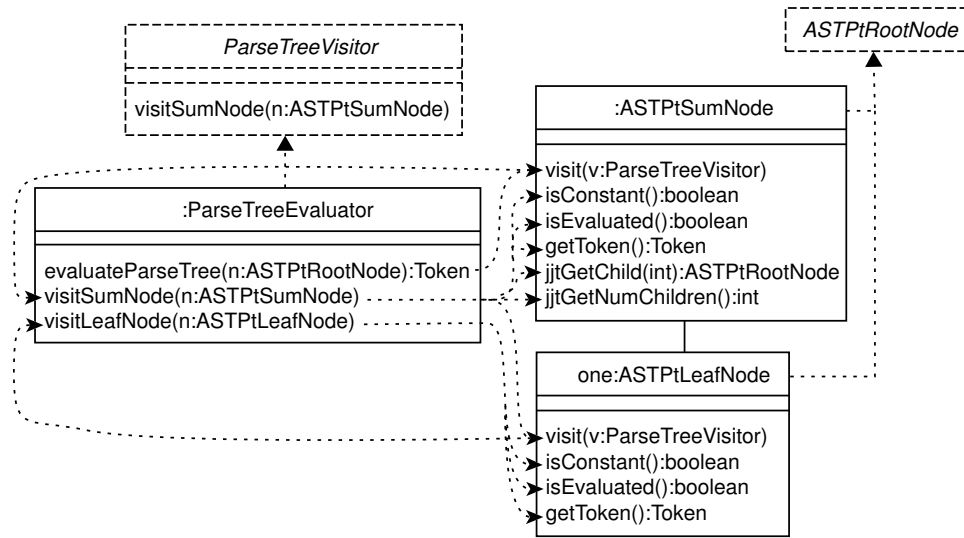 ParseTreeVisitor
visitSumNode(n:ASTPtSumNode)
ASTPtRootNode
:ParseTreeEvaluator
evaluateParseTree(n:ASTPtRootNode):Token
visitSumNode(n:ASTPtSumNode)
visitLeafNode(n:ASTPtLeafNode)
:ASTPtSumNode
visit(v:ParseTreeVisitor)
isConstant():boolean
isEvaluated():boolean
getToken():Token
jjtGetChild(int):ASTPtRootNode
jjtGetNumChildren():int
one:ASTPtLeafNode
visit(v:ParseTreeVisitor)
isConstant():boolean
isEvaluated():boolean
getToken():Token